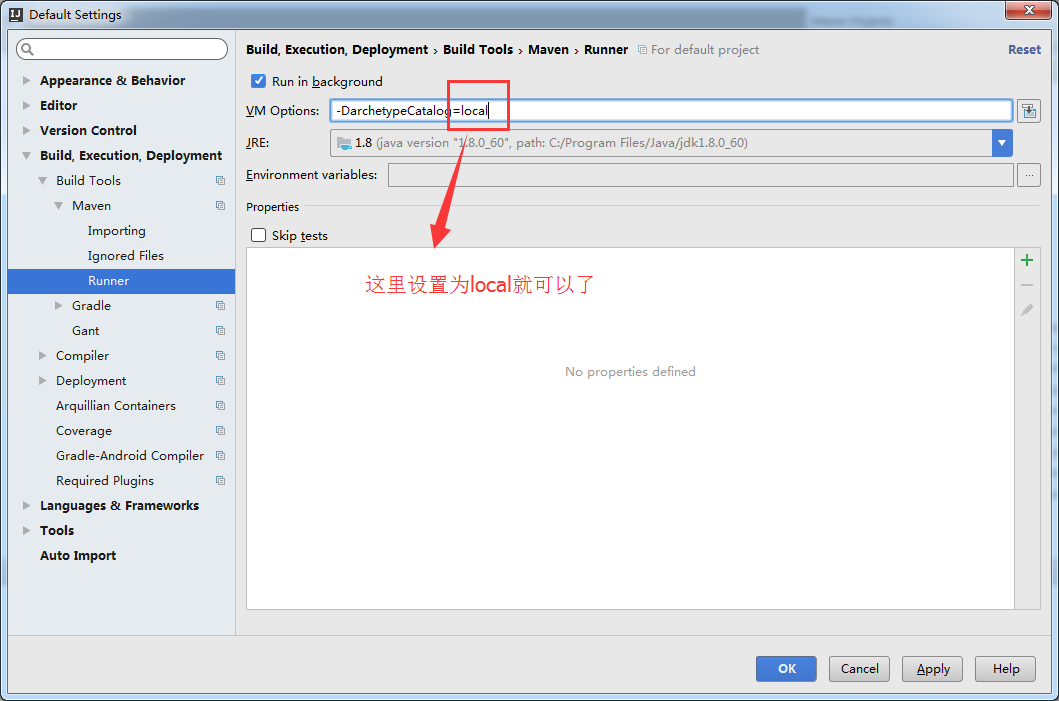 Default Settings
Build, Execution, Deployment › Build Tools › Maven › Runner For default project Reset
Appearance & Behavior
Editor
Version Control
Build, Execution, Deployment
Build Tools
Maven
Importing
Ignored Files
Runner
Gradle
Gant
Compiler
Deployment
Arquillian Containers
Coverage
Gradle-Android Compiler
Required Plugins
Languages & Frameworks
Tools
Auto Import
Run in background
VM Options: -DarchetypeCatalog=local
JRE: 1.8 (java version "1.8.0_60", path: C:/Program Files/Java/jdk1.8.0_60)
Environment variables: ...
Properties
Skip tests
这里设置为local就可以了
No properties defined
OK Cancel Apply Help